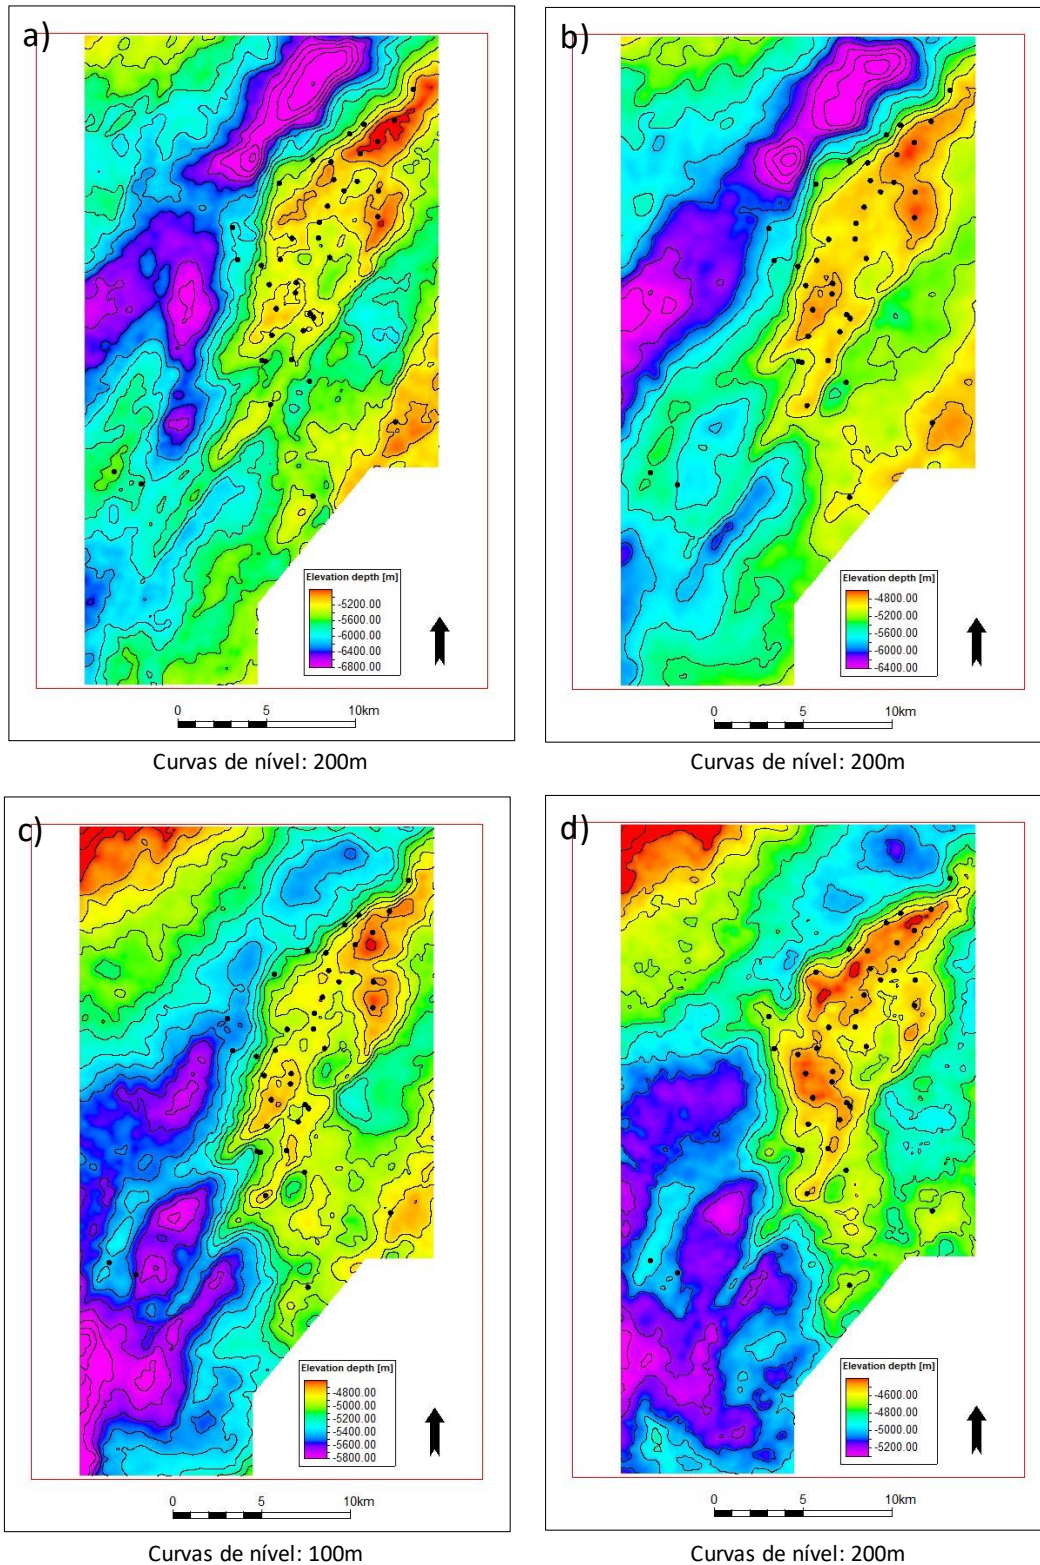 a)
Elevation depth [m]
-5200.00
-5600.00
-6000.00
-6400.00
-6800.00
0 5 10km
Curvas de nível: 200m
b)
Elevation depth [m]
-4800.00
-5200.00
-5600.00
-6000.00
-6400.00
0 5 10km
Curvas de nível: 200m
c)
Elevation depth [m]
-4800.00
-5000.00
-5200.00
-5400.00
-5600.00
-5800.00
0 5 10km
Curvas de nível: 100m
d)
Elevation depth [m]
-4600.00
-4800.00
-5000.00
-5200.00
0 5 10km
Curvas de nível: 200m